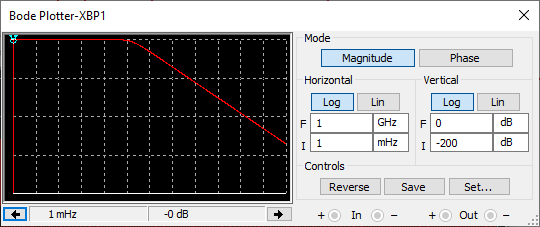 Bode Plotter-XBP1
Mode
Magnitude Phase
Horizontal Vertical
Log Lin Log Lin
F 1 GHz F 0 dB
I 1 mHz I -200 dB
Controls
Reverse Save Set...
1 mHz -0 dB
+ In − + Out −